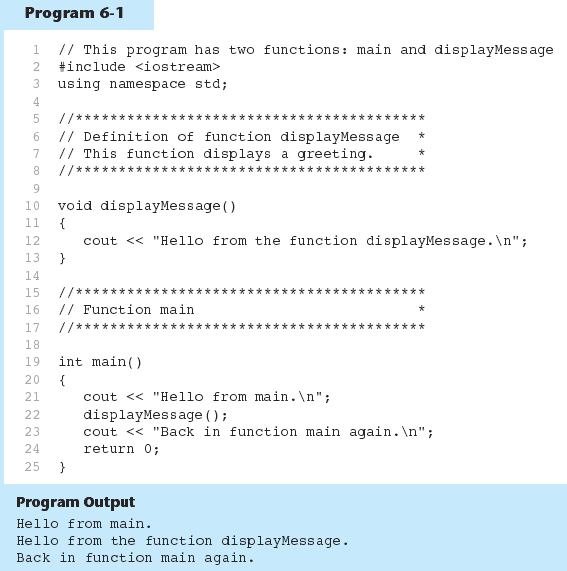 Program 6-1
1 // This program has two functions: main and displayMessage
2 #include <iostream>
3 using namespace std;
4
5 //*****************************************
6 // Definition of function displayMessage  *
7 // This function displays a greeting.     *
8 //*****************************************
9
10 void displayMessage()
11 {
12    cout << "Hello from the function displayMessage.\n";
13 }
14
15 //*****************************************
16 // Function main                          *
17 //*****************************************
18
19 int main()
20 {
21    cout << "Hello from main.\n";
22    displayMessage();
23    cout << "Back in function main again.\n";
24    return 0;
25 }
Program Output
Hello from main.
Hello from the function displayMessage.
Back in function main again.